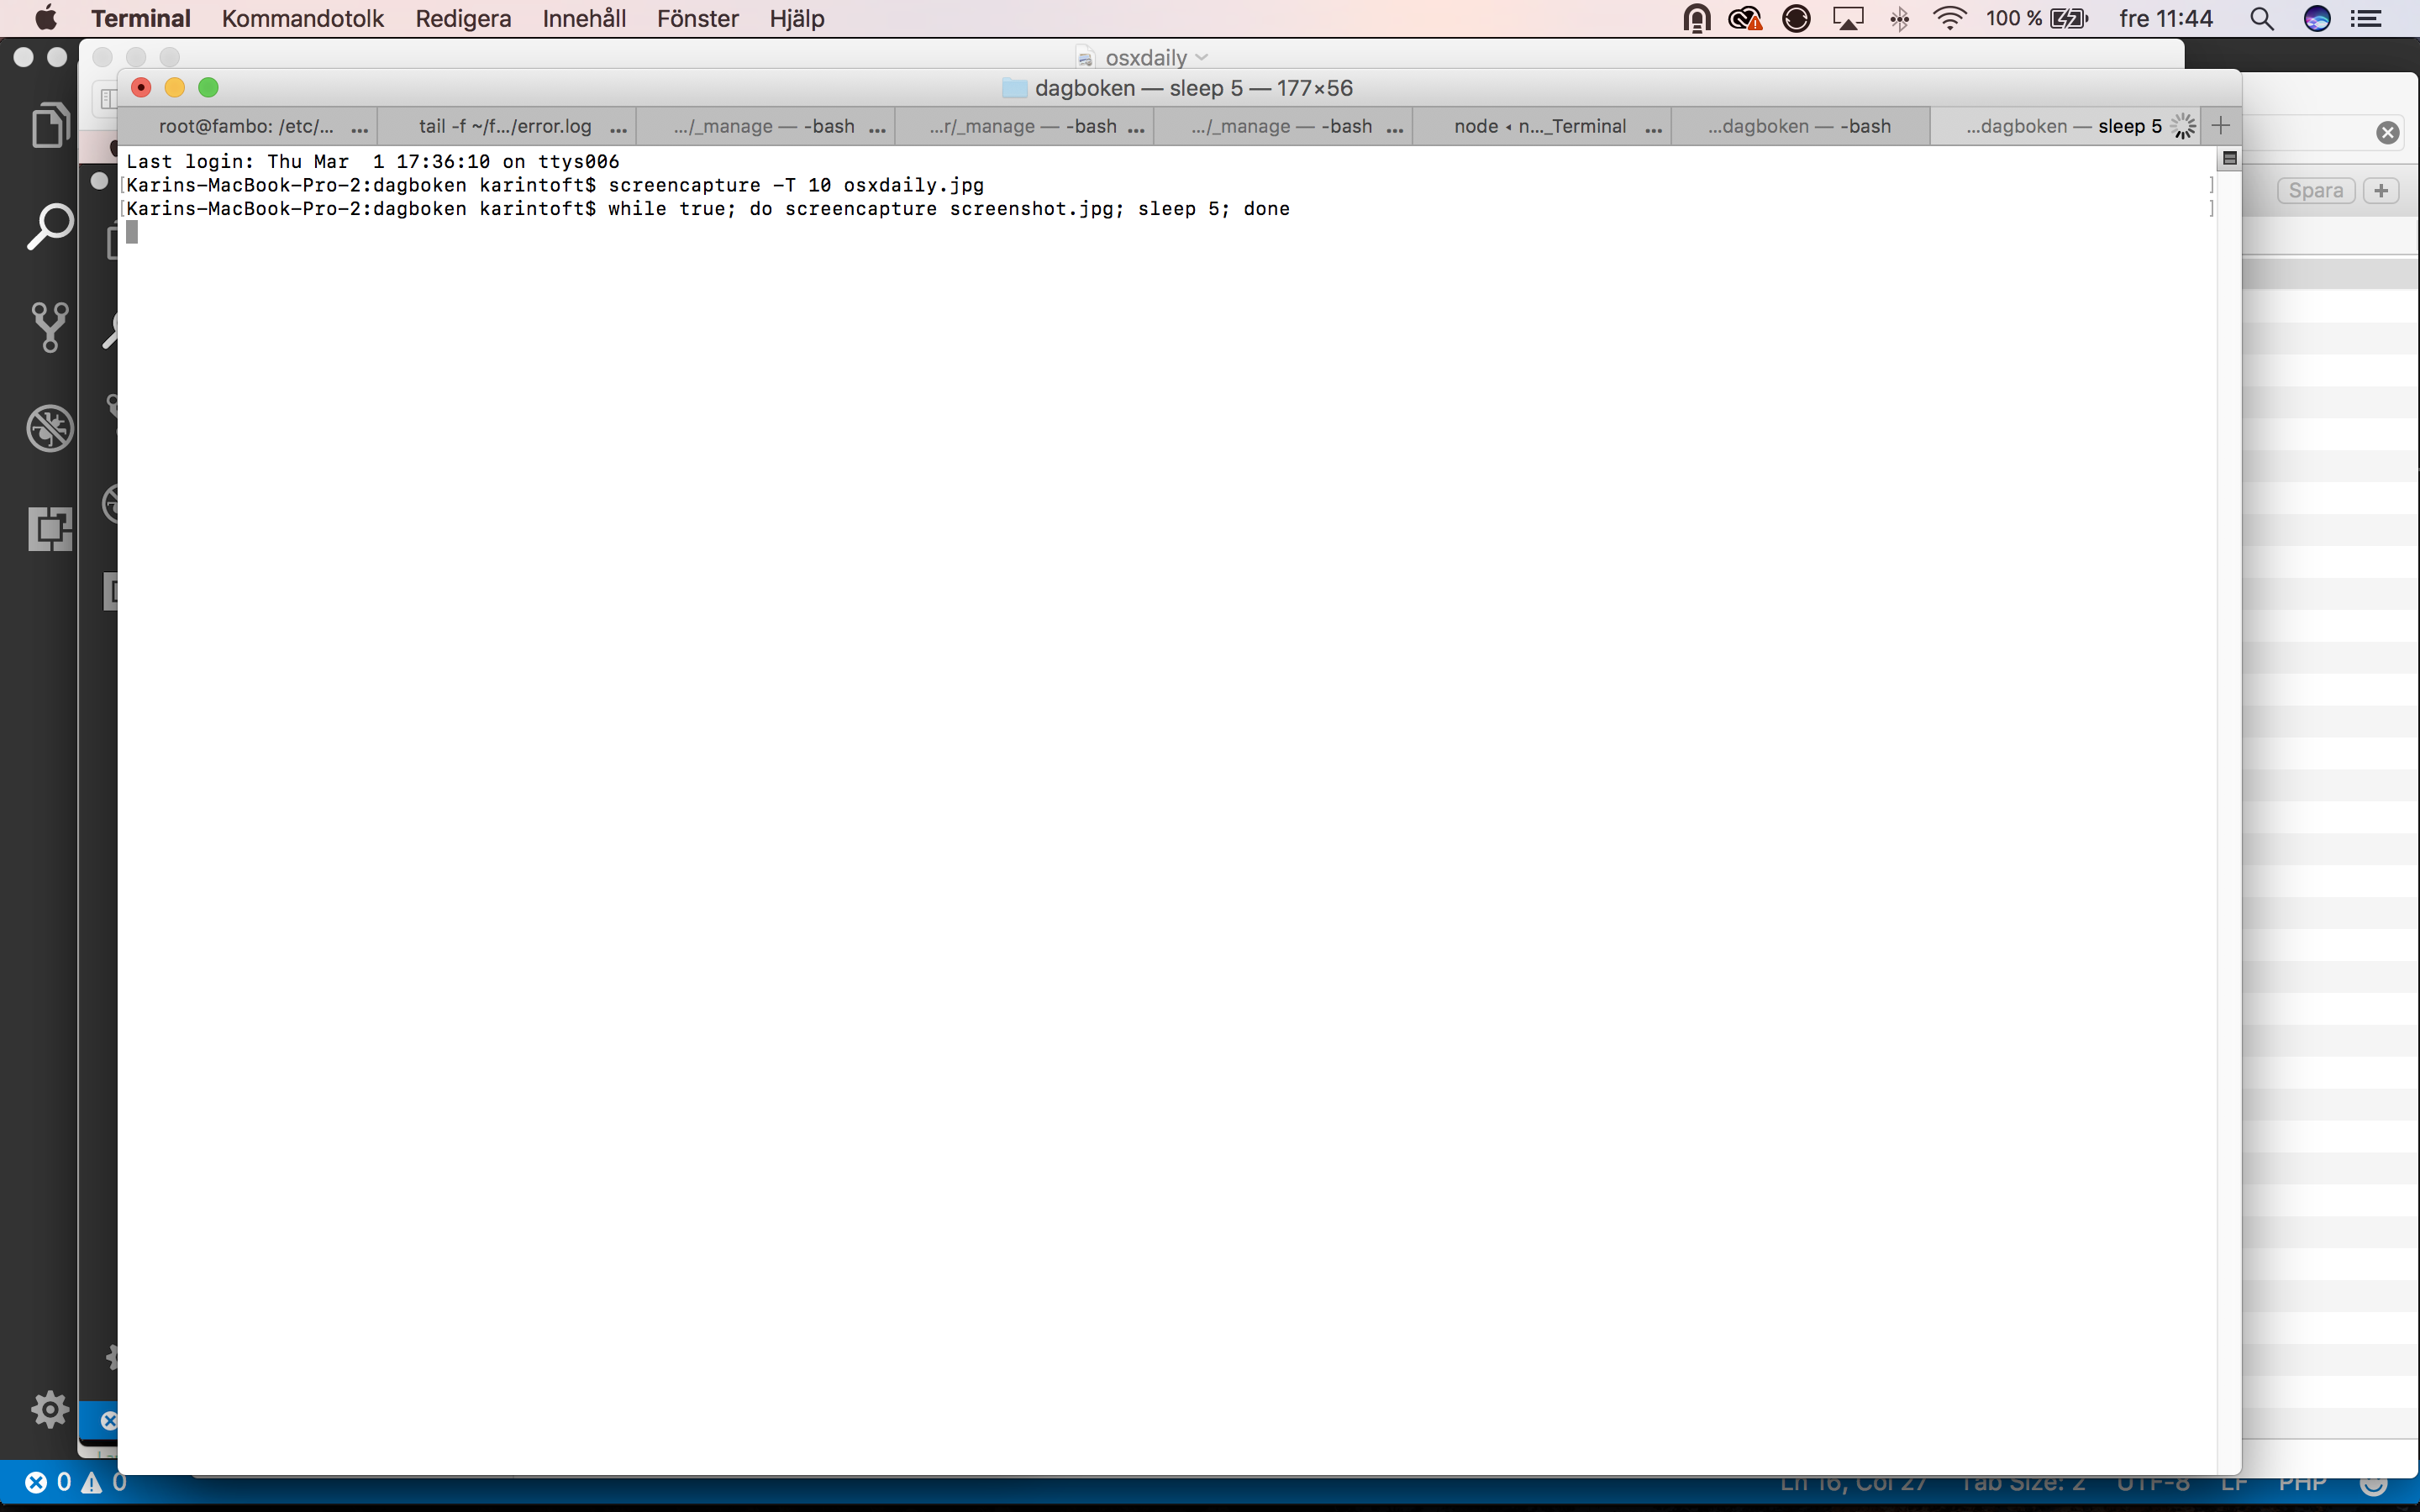 Terminal Kommandotolk Redigera Innehåll Fönster Hjälp 100 % fre 11:44
osxdaily
dagboken — sleep 5 — 177×56
root@fambo: /etc/... ... tail -f ~/f.../error.log ... .../_manage — -bash ... ...r/_manage — -bash ... .../_manage — -bash ... node ◂ n..._Terminal ... ...dagboken — -bash ...dagboken — sleep 5 +
Last login: Thu Mar  1 17:36:10 on ttys006
[Karins-MacBook-Pro-2:dagboken karintoft$ screencapture -T 10 osxdaily.jpg ]
[Karins-MacBook-Pro-2:dagboken karintoft$ while true; do screencapture screenshot.jpg; sleep 5; done ]
Spara +
0 0 Ln 16, Col 27 Tab Size: 2 UTF-8 LF PHP